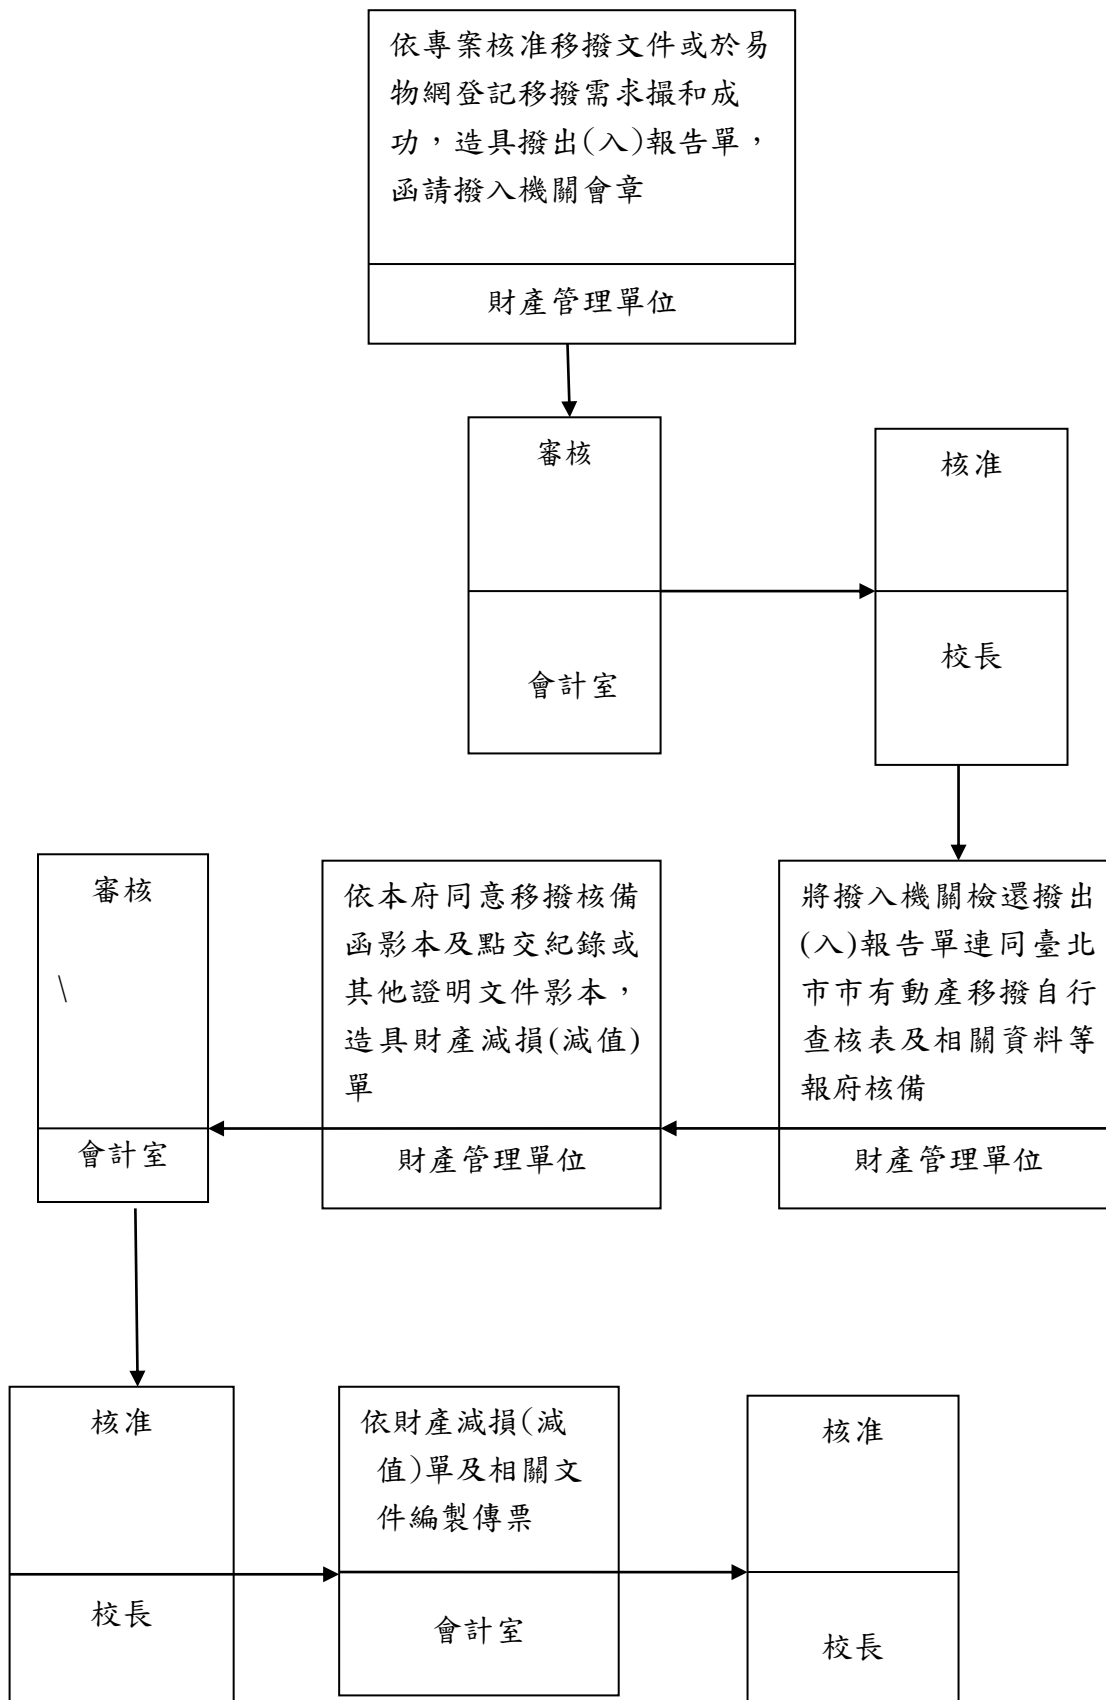 依專案核准移撥文件或於易
物網登記移撥需求撮和成
功，造具撥出(入)報告單，
函請撥入機關會章
財產管理單位
審核
會計室
核准
校長
將撥入機關檢還撥出
(入)報告單連同臺北
市市有動產移撥自行
查核表及相關資料等
報府核備
財產管理單位
依本府同意移撥核備
函影本及點交紀錄或
其他證明文件影本，
造具財產減損(減值)
單
財產管理單位
審核
\
會計室
核准
校長
依財產減損(減
值)單及相關文
件編製傳票
會計室
核准
校長